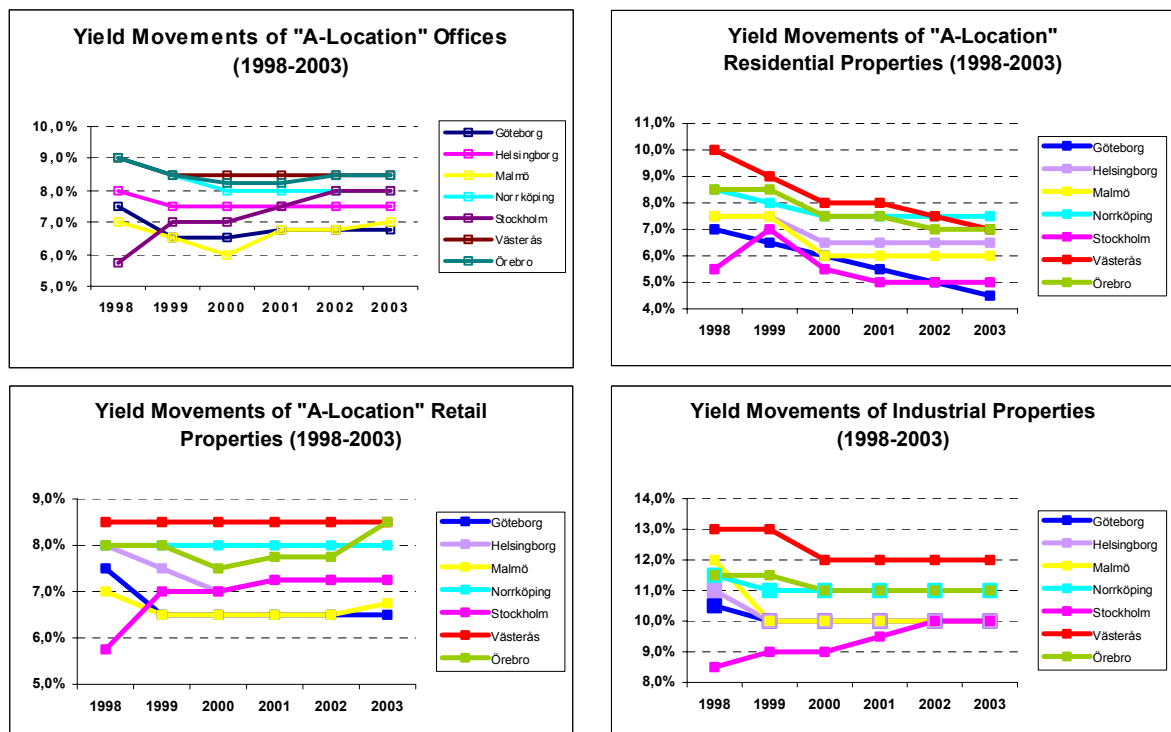 Yield Movements of "A-Location" Offices
(1998-2003)
10,0%
9,0%
8,0%
7,0%
6,0%
5,0%
1998 1999 2000 2001 2002 2003
Göteborg
Helsingborg
Malmö
Norrköping
Stockholm
Västerås
Örebro
Yield Movements of "A-Location"
Residential Properties (1998-2003)
11,0%
10,0%
9,0%
8,0%
7,0%
6,0%
5,0%
4,0%
1998 1999 2000 2001 2002 2003
Göteborg
Helsingborg
Malmö
Norrköping
Stockholm
Västerås
Örebro
Yield Movements of "A-Location" Retail
Properties (1998-2003)
9,0%
8,0%
7,0%
6,0%
5,0%
1998 1999 2000 2001 2002 2003
Göteborg
Helsingborg
Malmö
Norrköping
Stockholm
Västerås
Örebro
Yield Movements of Industrial Properties
(1998-2003)
14,0%
13,0%
12,0%
11,0%
10,0%
9,0%
8,0%
1998 1999 2000 2001 2002 2003
Göteborg
Helsingborg
Malmö
Norrköping
Stockholm
Västerås
Örebro